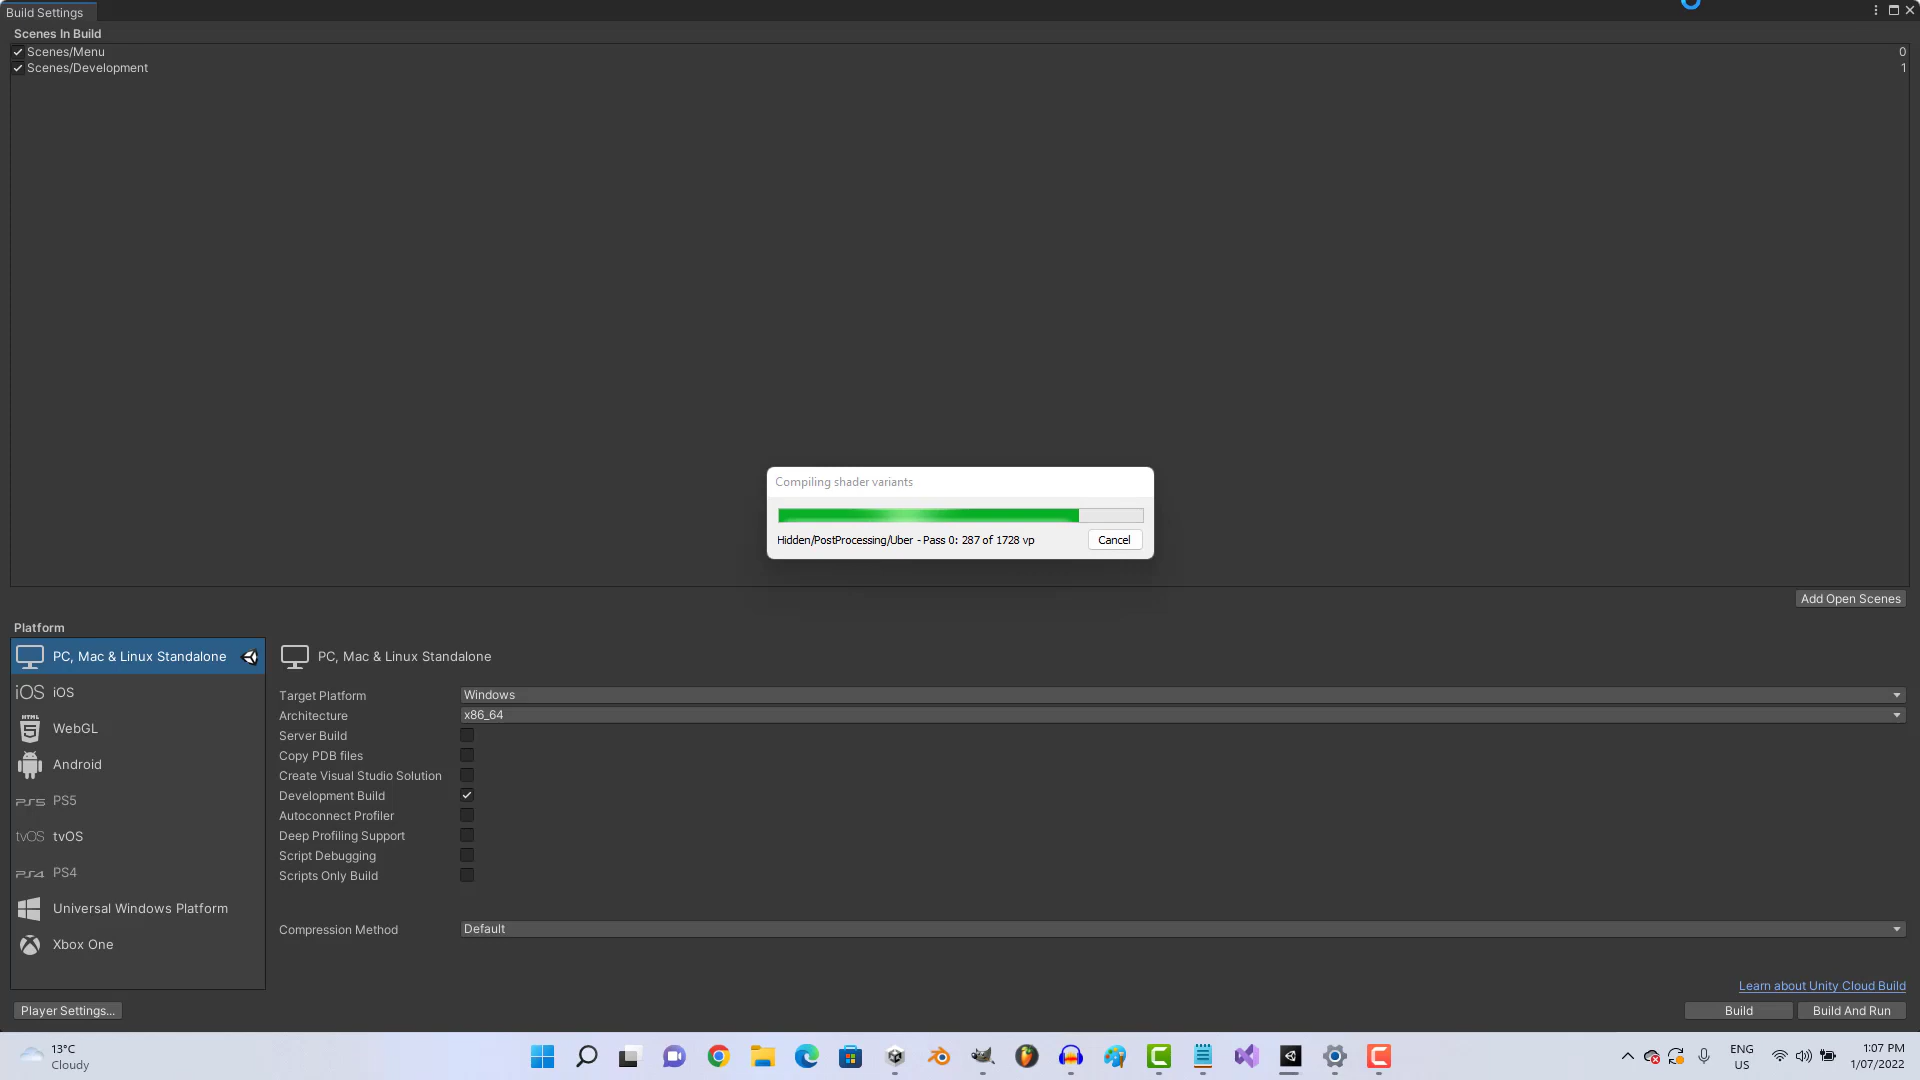 Build Settings
Scenes In Build
Scenes/Menu 0
Scenes/Development 1
Compiling shader variants
Hidden/PostProcessing/Uber - Pass 0: 287 of 1728 vp
Cancel
Add Open Scenes
Platform
PC, Mac & Linux Standalone
iOS iOS
HTML WebGL
Android
PS5 PS5
tvOS tvOS
PS4 PS4
Universal Windows Platform
Xbox One
PC, Mac & Linux Standalone
Target Platform Windows
Architecture x86_64
Server Build
Copy PDB files
Create Visual Studio Solution
Development Build
Autoconnect Profiler
Deep Profiling Support
Script Debugging
Scripts Only Build
Compression Method Default
Learn about Unity Cloud Build
Player Settings...
Build
Build And Run
13°C
Cloudy
ENG
US
1:07 PM
1/07/2022